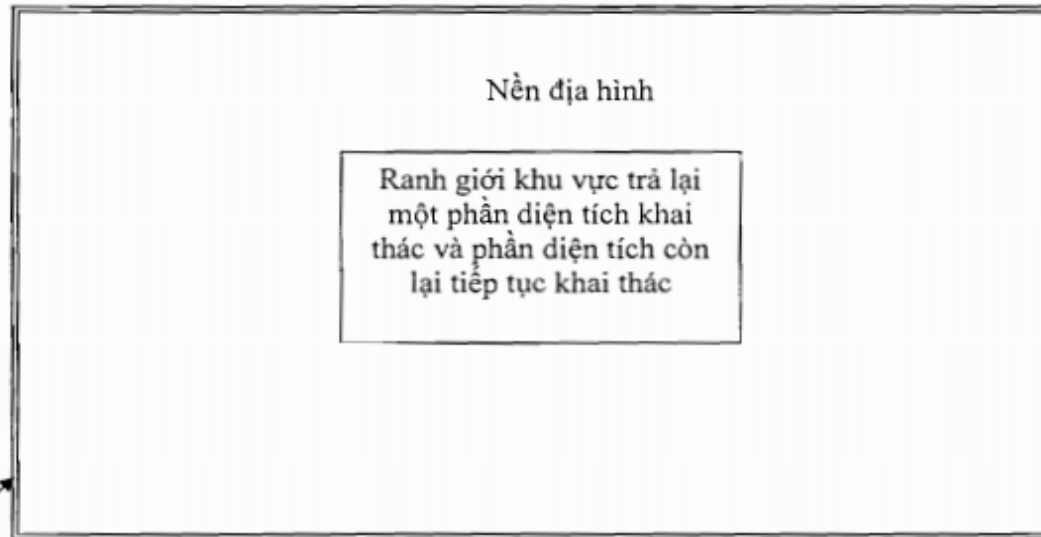 Nền địa hình
Ranh giới khu vực trả lại
một phần diện tích khai
thác và phần diện tích còn
lại tiếp tục khai thác